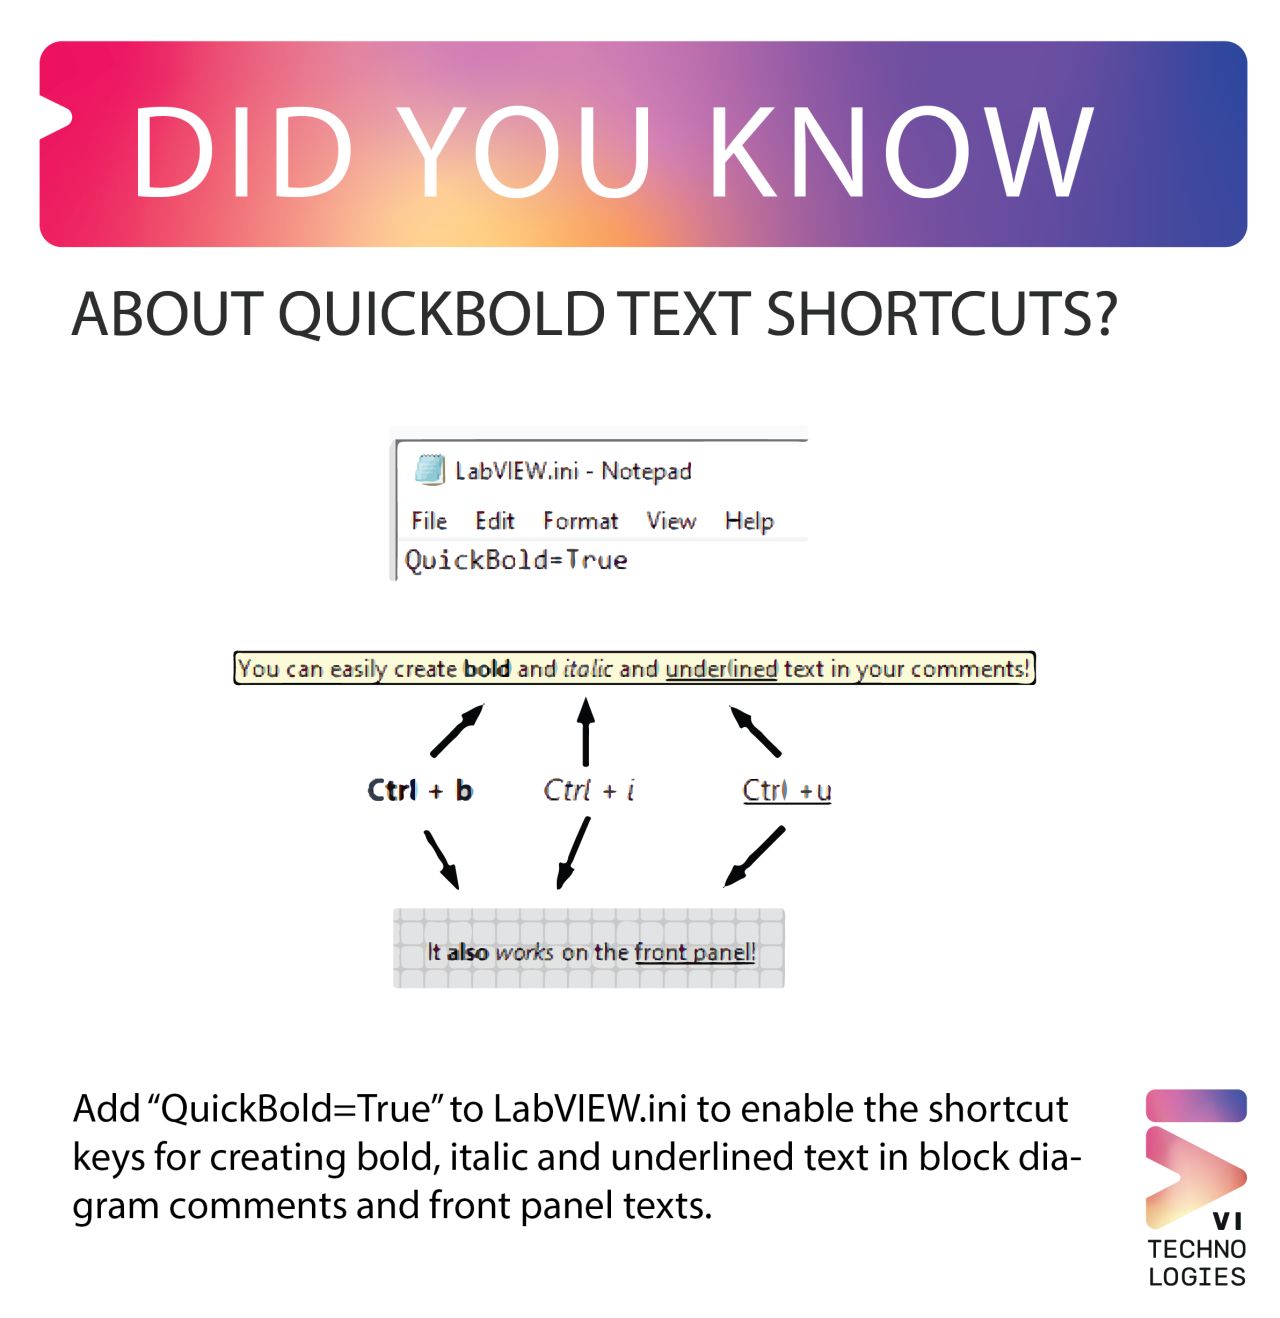 DID YOU KNOW
ABOUT QUICKBOLD TEXT SHORTCUTS?
LabVIEW.ini - Notepad
File Edit Format View Help
QuickBold=True
You can easily create bold and italic and underlined text in your comments!
Ctrl + b Ctrl + i Ctrl +u
It also works on the front panel!
Add “QuickBold=True” to LabVIEW.ini to enable the shortcut
keys for creating bold, italic and underlined text in block dia-
gram comments and front panel texts.
VI
TECHNO
LOGIES